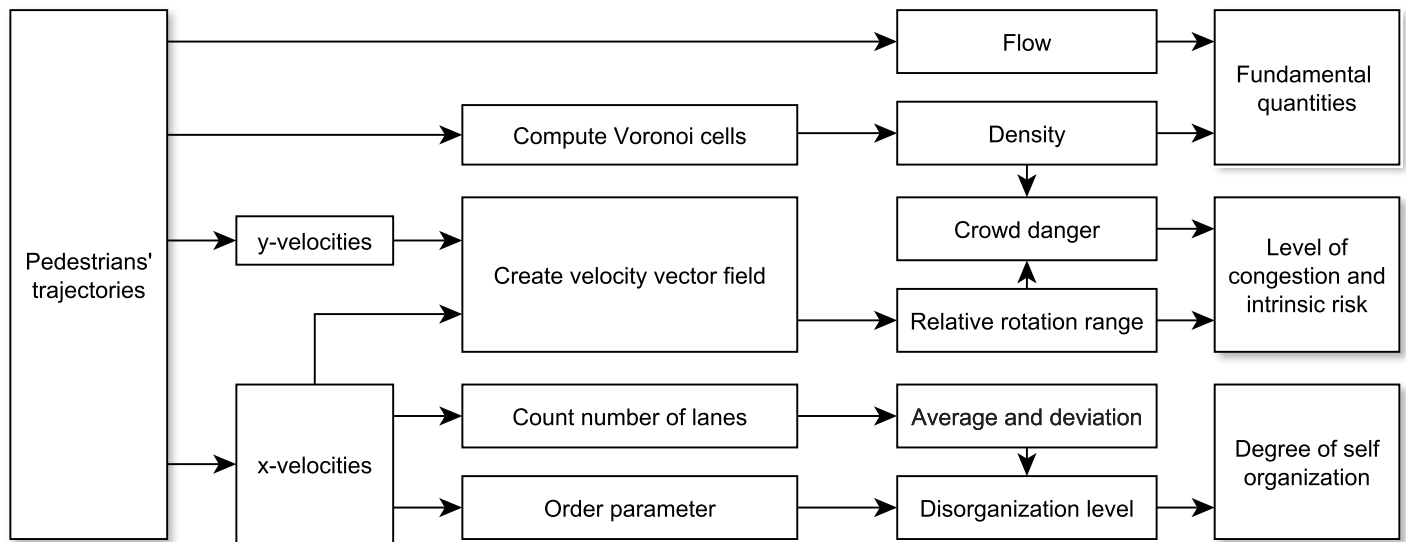 Pedestrians'
trajectories
y-velocities
x-velocities
Compute Voronoi cells
Create velocity vector field
Count number of lanes
Order parameter
Flow
Density
Crowd danger
Relative rotation range
Average and deviation
Disorganization level
Fundamental
quantities
Level of
congestion and
intrinsic risk
Degree of self
organization